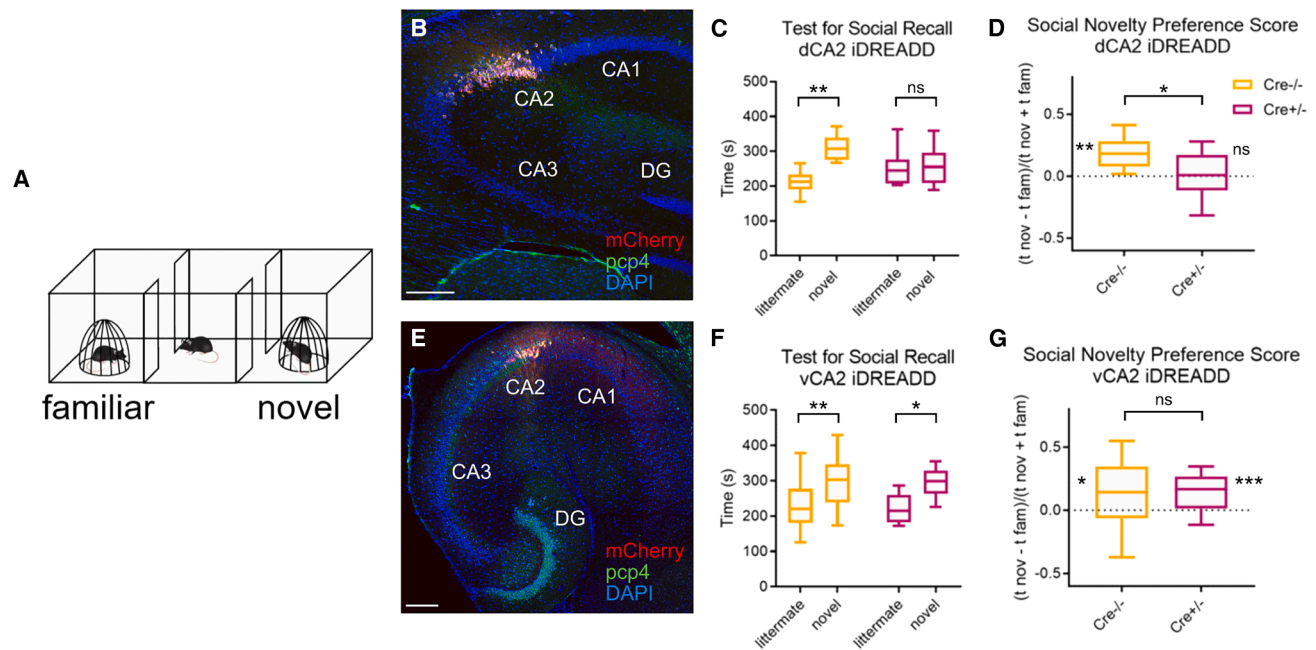 A
familiar
novel
B
CA1
CA2
CA3
DG
mCherry
pcp4
DAPI
C
Test for Social Recall
dCA2 iDREADD
Time (s)
500
400
300
200
100
0
**
ns
littermate
novel
littermate
novel
D
Social Novelty Preference Score
dCA2 iDREADD
(t nov - t fam)/(t nov + t fam)
0.5
0.0
-0.5
*
**
ns
Cre-/-
Cre+/-
Cre-/-
Cre+/-
E
CA2
CA1
CA3
DG
mCherry
pcp4
DAPI
F
Test for Social Recall
vCA2 iDREADD
Time (s)
500
400
300
200
100
0
**
*
littermate
novel
littermate
novel
G
Social Novelty Preference Score
vCA2 iDREADD
(t nov - t fam)/(t nov + t fam)
0.5
0.0
-0.5
ns
*
***
Cre-/-
Cre+/-